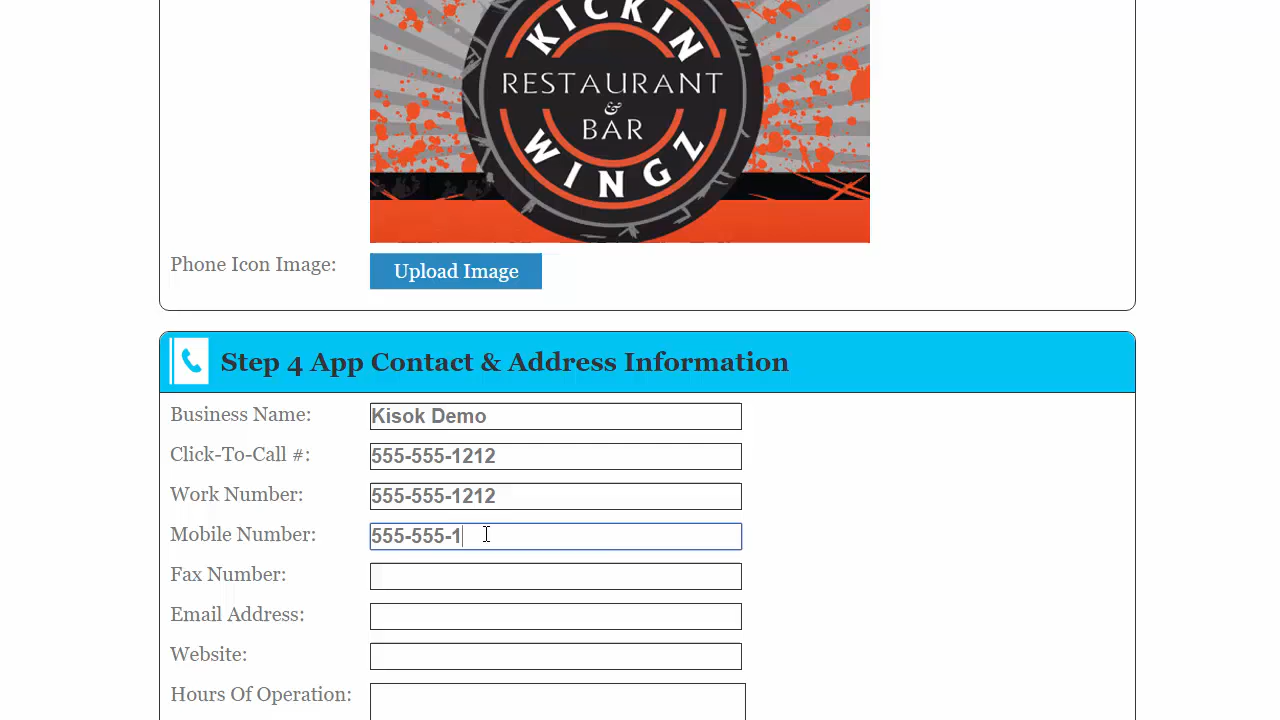 KICKIN
RESTAURANT
&
BAR
WINGZ
Phone Icon Image:
Upload Image
Step 4 App Contact & Address Information
Business Name:
Kisok Demo
Click-To-Call #:
555-555-1212
Work Number:
555-555-1212
Mobile Number:
555-555-1
Fax Number:
Email Address:
Website:
Hours Of Operation: